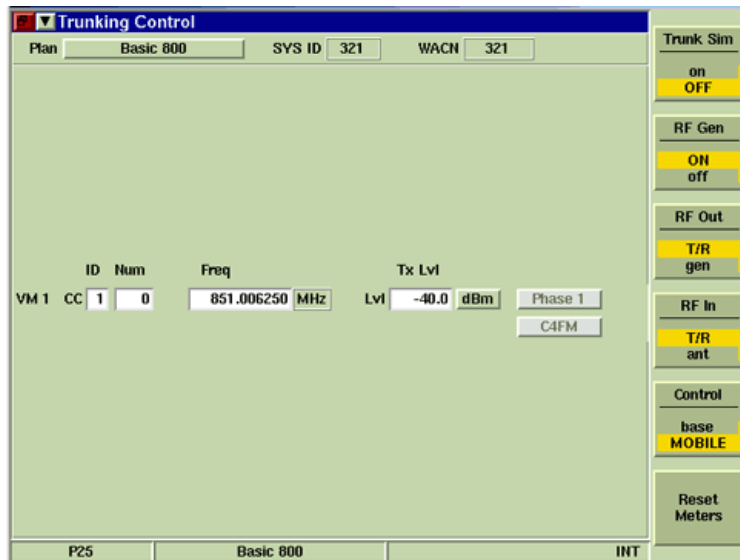 Trunking Control
Plan Basic 800 SYS ID 321 WACN 321
ID Num Freq Tx Lvl
VM 1 CC 1 0 851.006250 MHz Lvl -40.0 dBm Phase 1
C4FM
P25 Basic 800 INT
Trunk Sim
on
OFF
RF Gen
ON
off
RF Out
T/R
gen
RF In
T/R
ant
Control
base
MOBILE
Reset
Meters